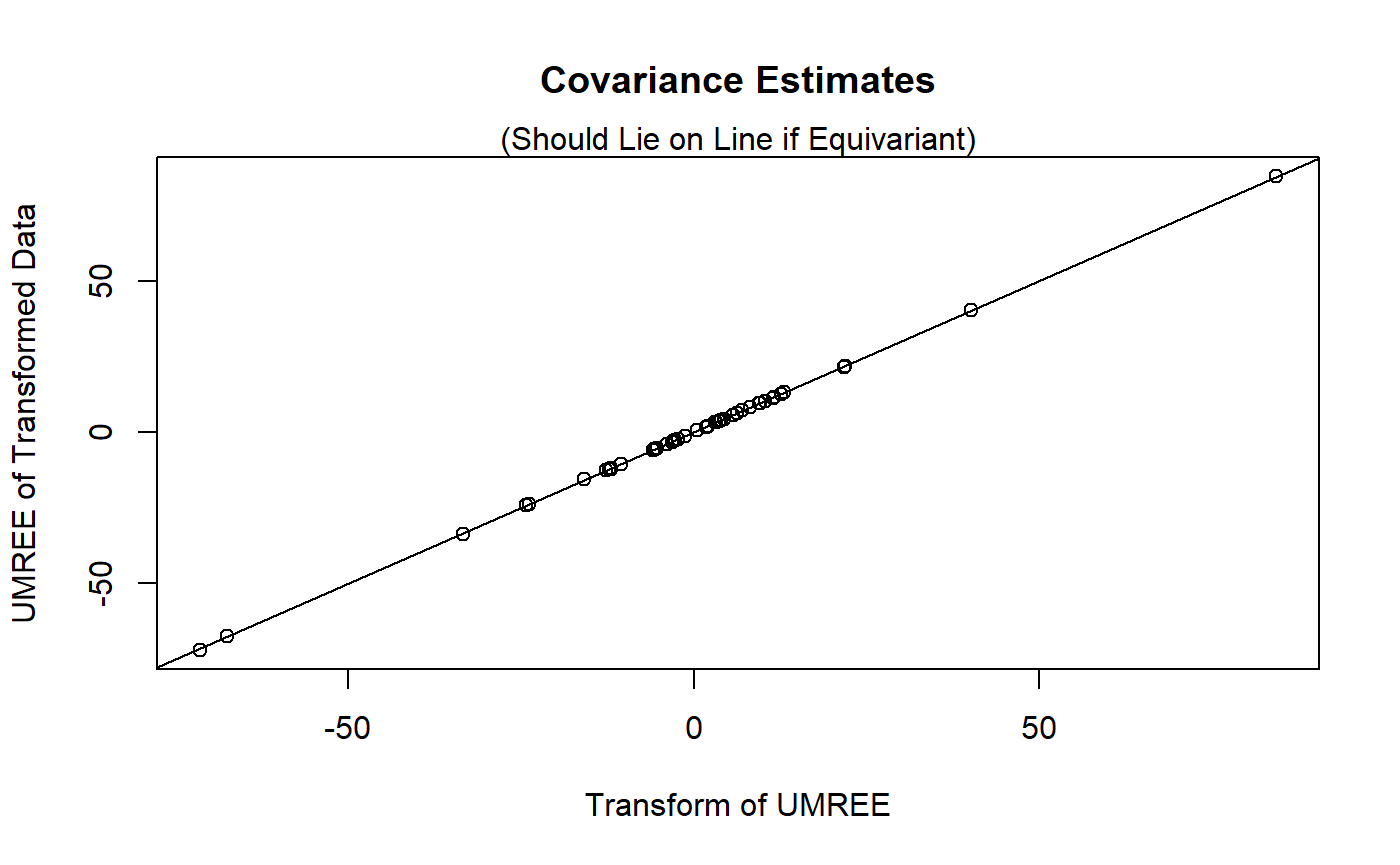 Covariance Estimates
(Should Lie on Line if Equivariant)
UMREE of Transformed Data
50
0
-50
-50
0
50
Transform of UMREE